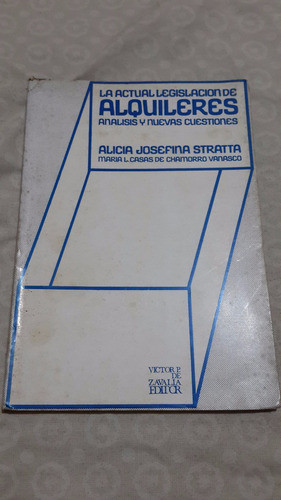 LA ACTUAL LEGISLACION DE
ALQUILERES
ANALISIS Y NUEVAS CUESTIONES
ALICIA JOSEFINA STRATTA
MARIA L. CASAS DE CHAMORRO VANASCO
VICTOR P.
DE
ZAVALIA
EDITOR